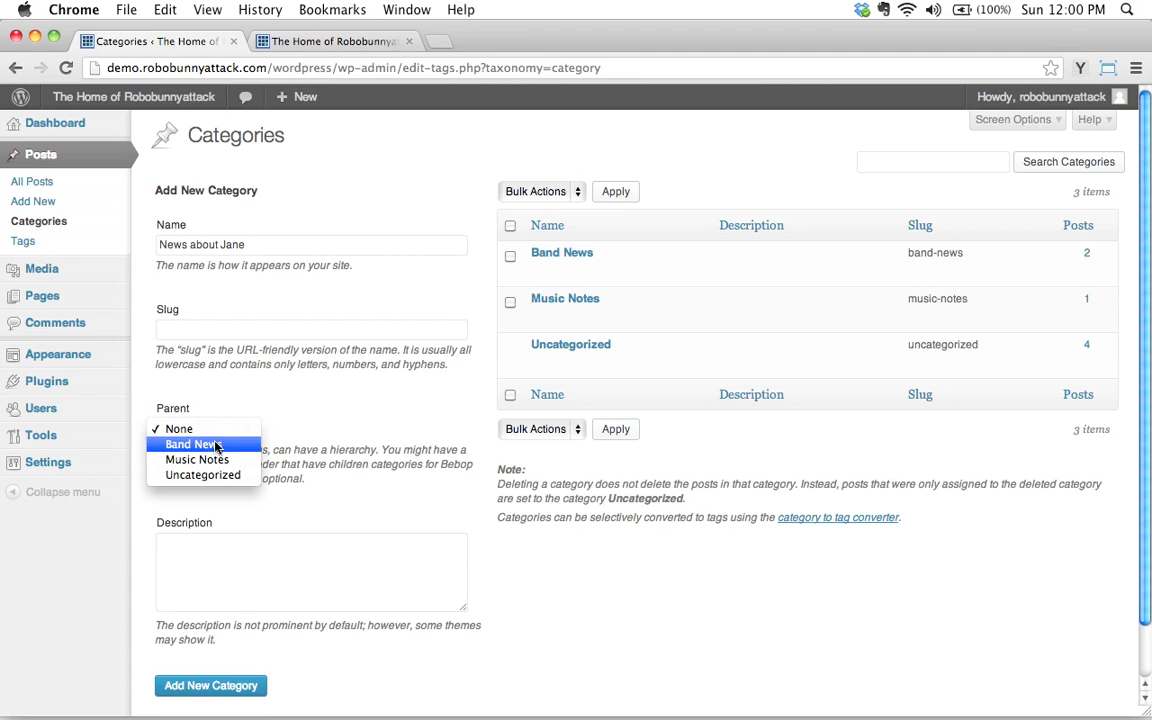 Chrome File Edit View History Bookmarks Window Help (100%) Sun 12:00 PM
Categories ‹ The Home of
The Home of Robobunnya
demo.robobunnyattack.com/wordpress/wp-admin/edit-tags.php?taxonomy=category
The Home of Robobunnyattack + New Howdy, robobunnyattack
Dashboard
Posts
All Posts
Add New
Categories
Tags
Media
Pages
Comments
Appearance
Plugins
Users
Tools
Settings
Collapse menu
Screen Options Help
Categories
Search Categories
Add New Category
Name
News about Jane
The name is how it appears on your site.
Slug
The "slug" is the URL-friendly version of the name. It is usually all
lowercase and contains only letters, numbers, and hyphens.
Parent
✓ None
Band News
Music Notes
Uncategorized
s, can have a hierarchy. You might have a
der that have children categories for Bebop
optional.
Description
The description is not prominent by default; however, some themes
may show it.
Add New Category
Bulk Actions Apply 3 items
Name Description Slug Posts
Band News band-news 2
Music Notes music-notes 1
Uncategorized uncategorized 4
Name Description Slug Posts
Bulk Actions Apply 3 items
Note:
Deleting a category does not delete the posts in that category. Instead, posts that were only assigned to the deleted category
are set to the category Uncategorized.
Categories can be selectively converted to tags using the category to tag converter.